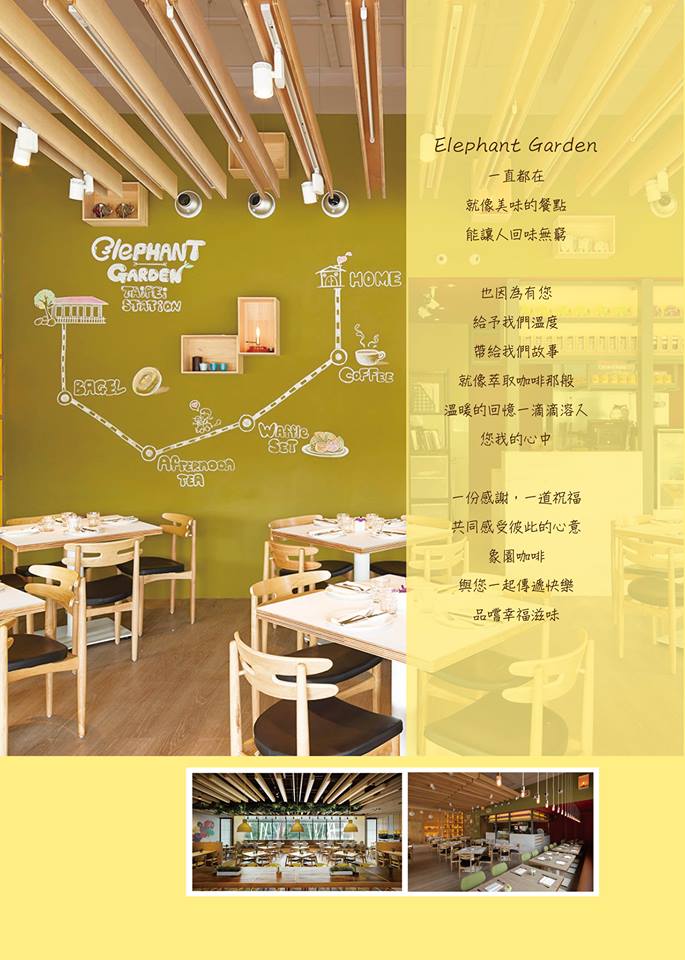 ElePHANT
GARDEN
TAIPEI
STATION
HOME
COFFEE
BAGEL
WAffle
SET
AFTERNOON
TEA
Elephant Garden
一直都在
就像美味的餐點
能讓人回味無窮
也因為有您
給予我們溫度
帶給我們故事
就像萃取咖啡那般
溫暖的回憶一滴滴溶入
您我的心中
一份感謝，一道祝福
共同感受彼此的心意
象園咖啡
與您一起傳遞快樂
品嚐幸福滋味